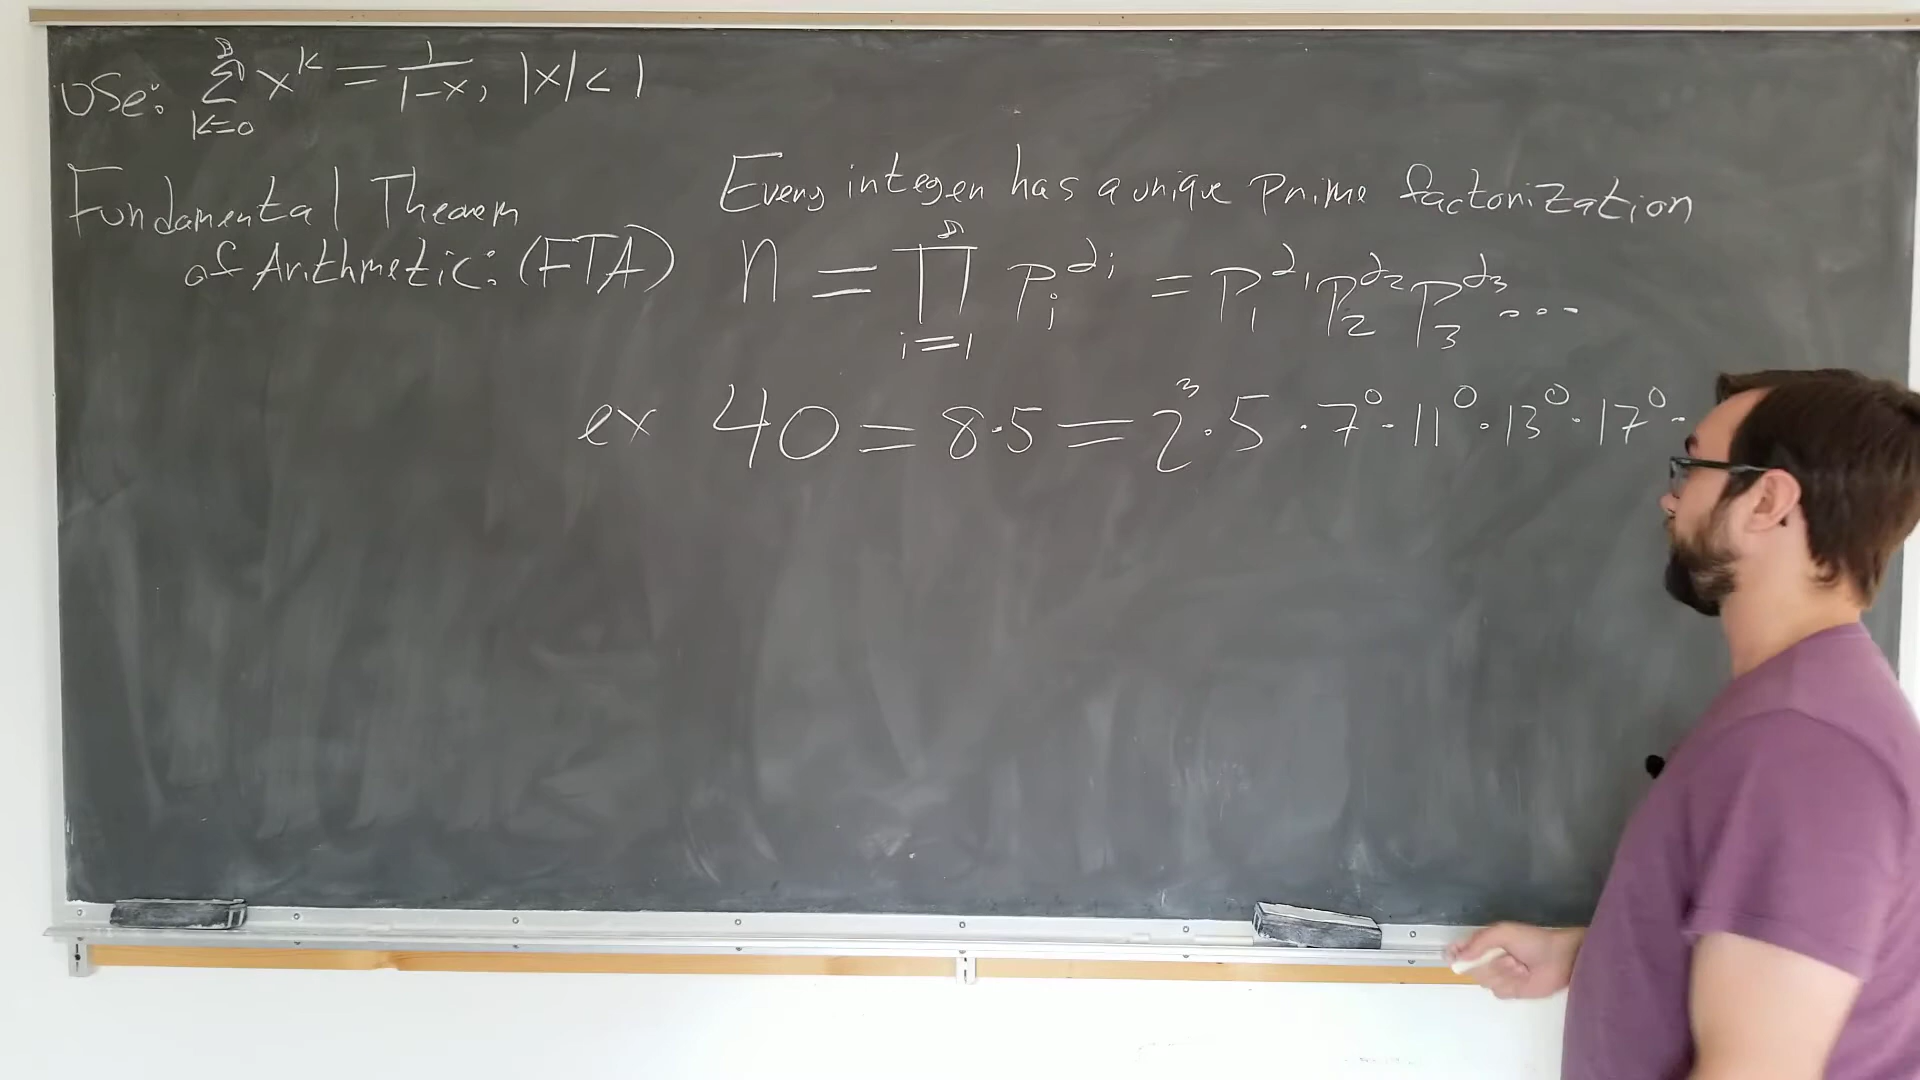 Use: ∞ ∑ k=0 x^k = 1/(1-x), |x| < 1
Fundamental Theorem
of Arithmetic: (FTA)
Every integer has a unique prime factorization
n = ∞ ∏ i=1 p_i^α_i = p_1^α_1 p_2^α_2 p_3^α_3 ...
ex 40 = 8·5 = 2^3·5·7^0·11^0·13^0·17^0·